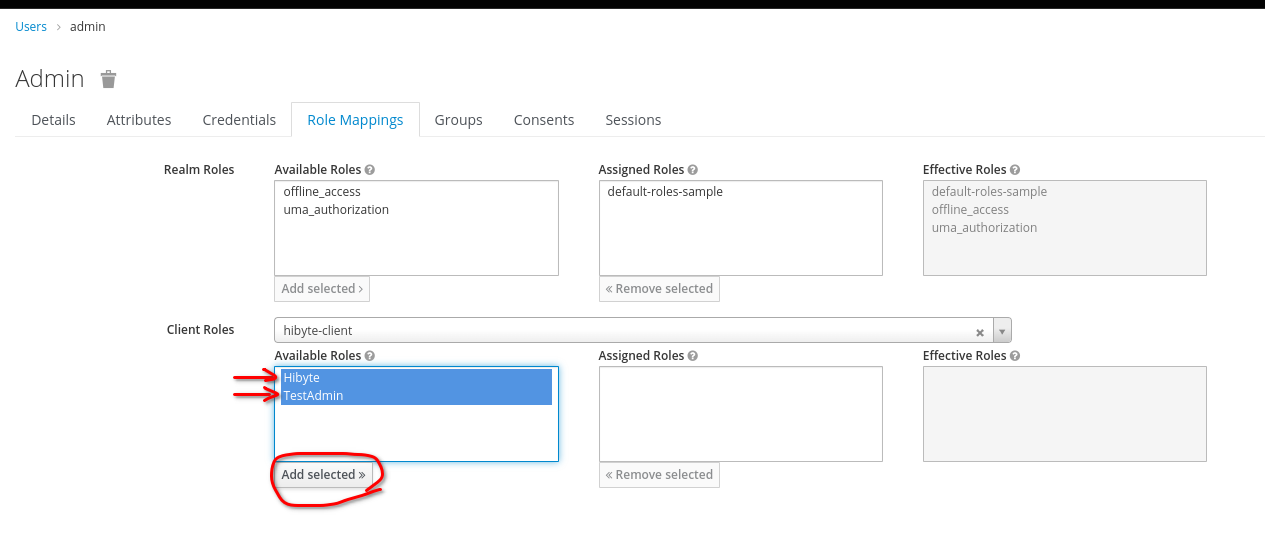 Users > admin
Admin
Details Attributes Credentials Role Mappings Groups Consents Sessions
Realm Roles Available Roles ? Assigned Roles ? Effective Roles ?
offline_access default-roles-sample default-roles-sample
uma_authorization offline_access
uma_authorization
Add selected › « Remove selected
Client Roles hibyte-client ×
Available Roles ? Assigned Roles ? Effective Roles ?
Hibyte
TestAdmin
Add selected » « Remove selected